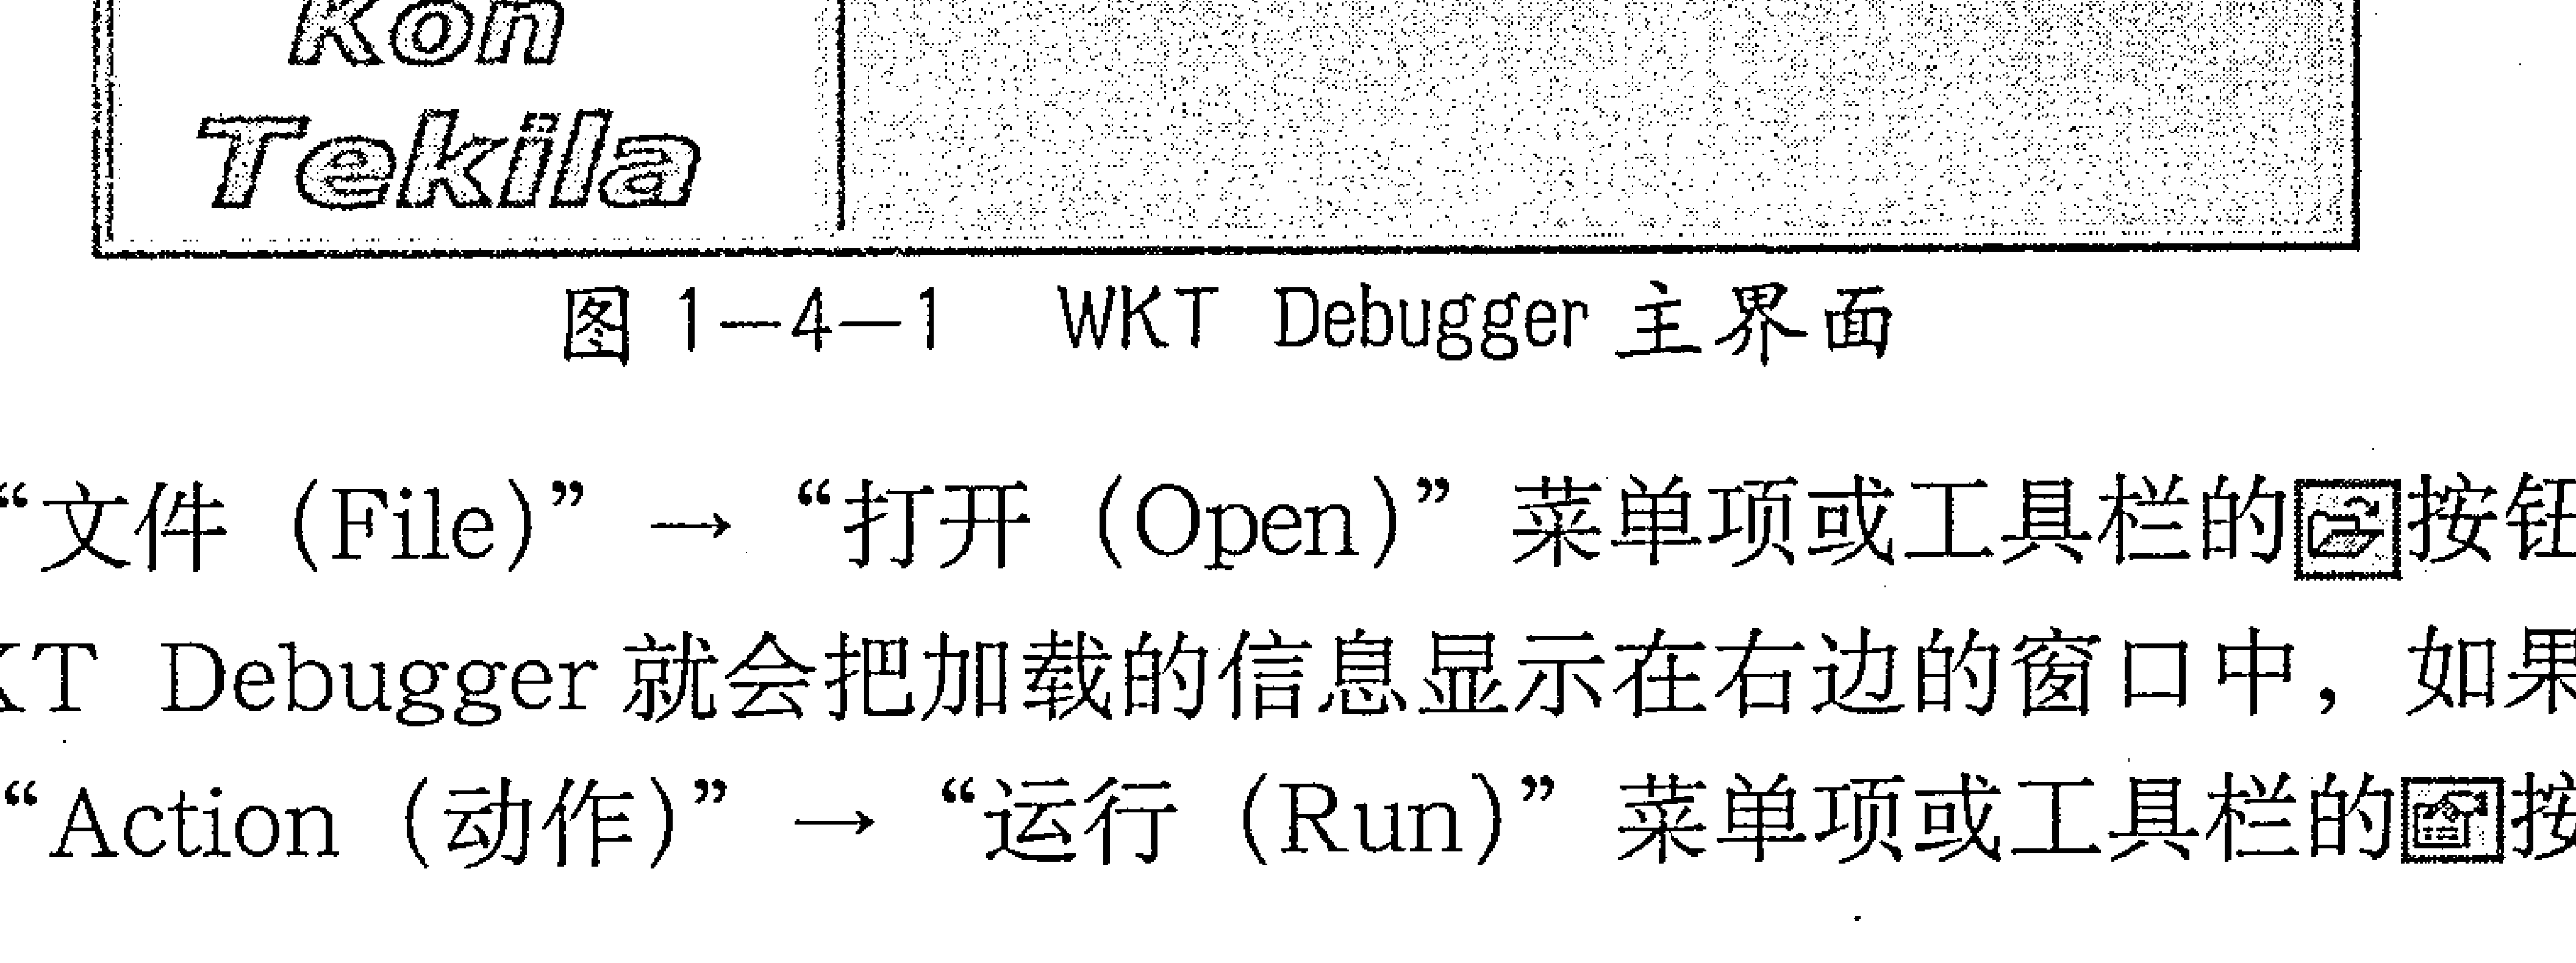 Kon
Tekila
图 1—4—1 WKT Debugger 主界面
“文件（File）” → “打开（Open）” 菜单项或工具栏的按钮
KT Debugger 就会把加载的信息显示在右边的窗口中，如果
“Action（动作）” → “运行（Run）” 菜单项或工具栏的按